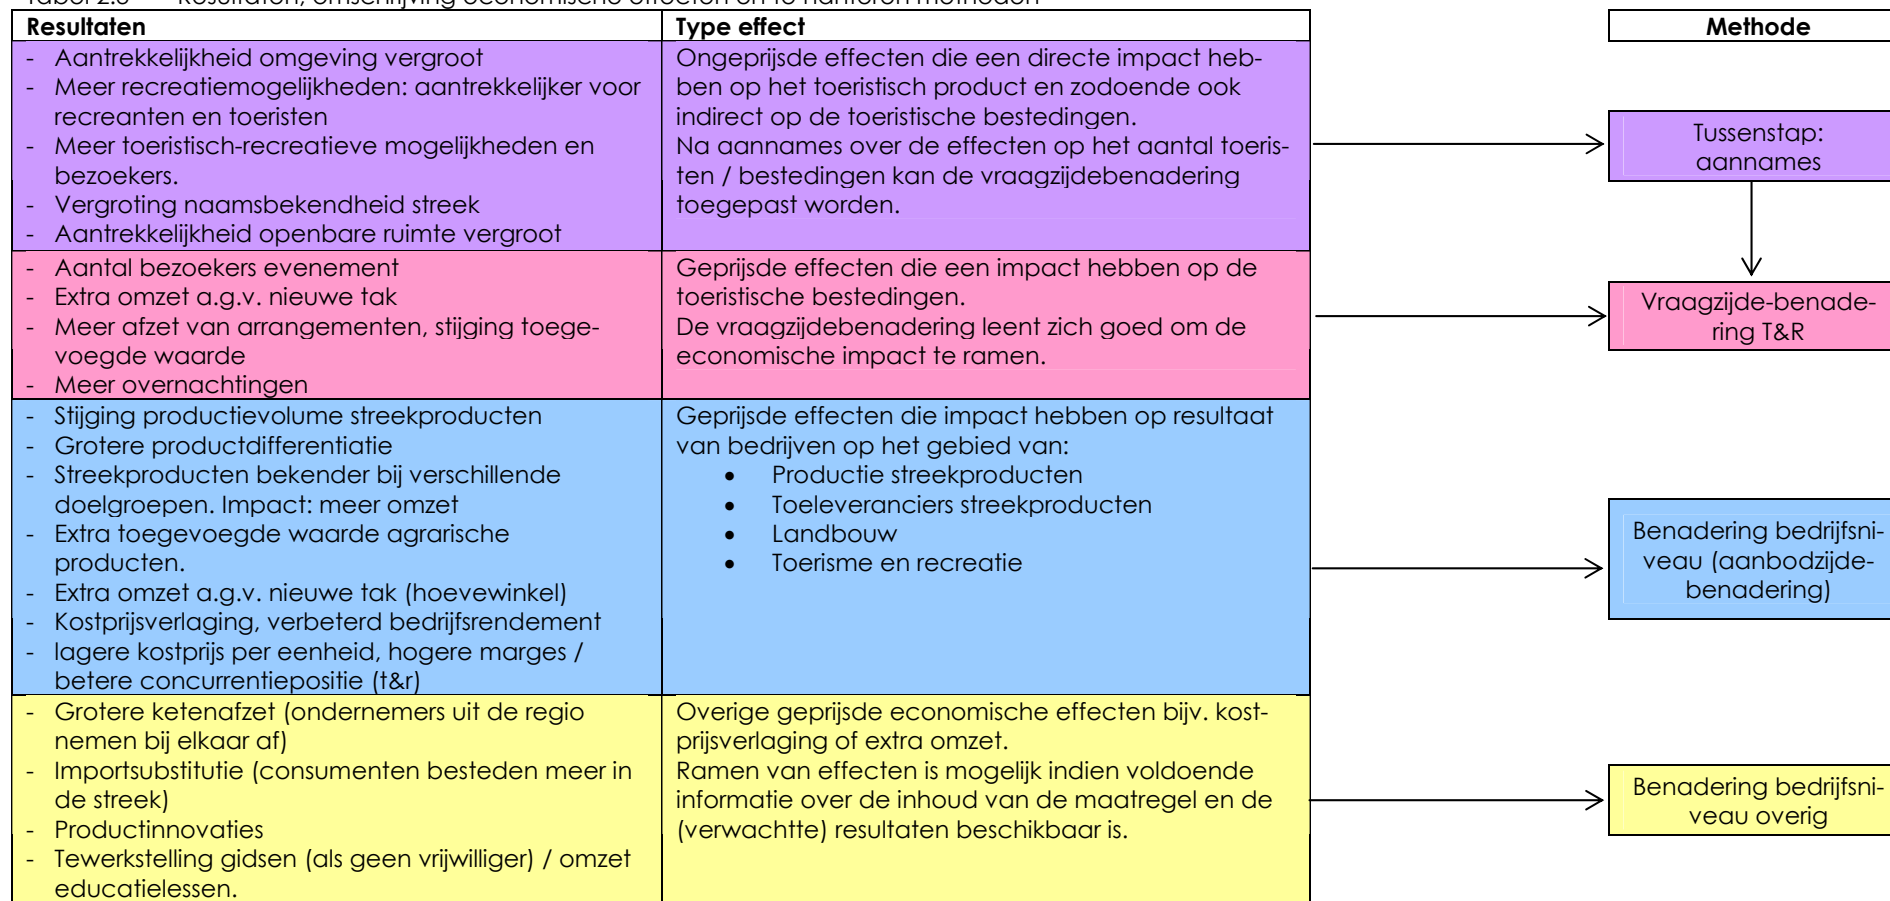 Resultaten
- Aantrekkelijkheid omgeving vergroot
- Meer recreatiemogelijkheden: aantrekkelijker voor
recreanten en toeristen
- Meer toeristisch-recreatieve mogelijkheden en
bezoekers.
- Vergroting naamsbekendheid streek
- Aantrekkelijkheid openbare ruimte vergroot
Type effect
Ongeprijsde effecten die een directe impact heb-
ben op het toeristisch product en zodoende ook
indirect op de toeristische bestedingen.
Na aannames over de effecten op het aantal toeris-
ten / bestedingen kan de vraagzijdebenadering
toegepast worden.
Methode
Tussenstap:
aannames
- Aantal bezoekers evenement
- Extra omzet a.g.v. nieuwe tak
- Meer afzet van arrangementen, stijging toege-
voegde waarde
- Meer overnachtingen
Geprijsde effecten die een impact hebben op de
toeristische bestedingen.
De vraagzijdebenadering leent zich goed om de
economische impact te ramen.
Vraagzijde-benade-
ring T&R
- Stijging productievolume streekproducten
- Grotere productdifferentiatie
- Streekproducten bekender bij verschillende
doelgroepen. Impact: meer omzet
- Extra toegevoegde waarde agrarische
producten.
- Extra omzet a.g.v. nieuwe tak (hoevewinkel)
- Kostprijsverlaging, verbeterd bedrijfsrendement
- lagere kostprijs per eenheid, hogere marges /
betere concurrentiepositie (t&r)
Geprijsde effecten die impact hebben op resultaat
van bedrijven op het gebied van:
• Productie streekproducten
• Toeleveranciers streekproducten
• Landbouw
• Toerisme en recreatie
Benadering bedrijfsni-
veau (aanbodzijde-
benadering)
- Grotere ketenafzet (ondernemers uit de regio
nemen bij elkaar af)
- Importsubstitutie (consumenten besteden meer in
de streek)
- Productinnovaties
- Tewerkstelling gidsen (als geen vrijwilliger) / omzet
educatielessen.
Overige geprijsde economische effecten bijv. kost-
prijsverlaging of extra omzet.
Ramen van effecten is mogelijk indien voldoende
informatie over de inhoud van de maatregel en de
(verwachtte) resultaten beschikbaar is.
Benadering bedrijfsni-
veau overig